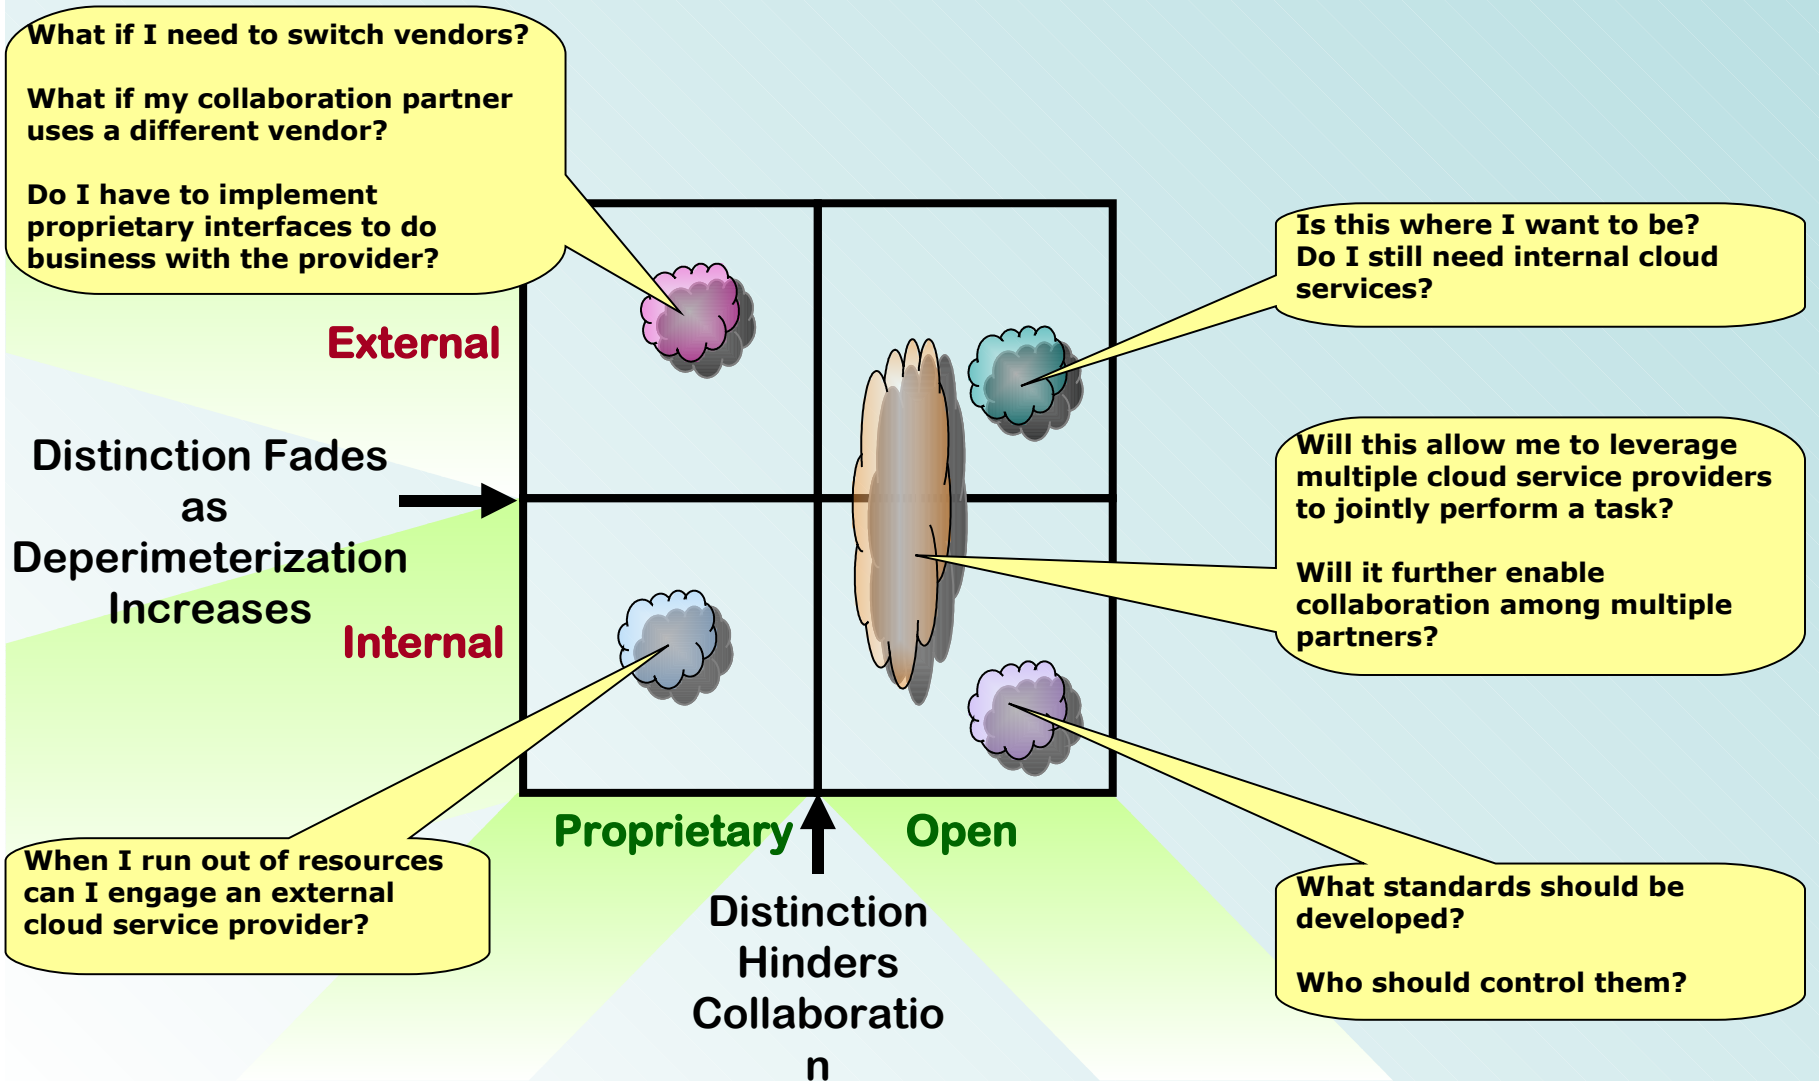 What if I need to switch vendors?
What if my collaboration partner
uses a different vendor?
Do I have to implement
proprietary interfaces to do
business with the provider?
Is this where I want to be?
Do I still need internal cloud
services?
External
Distinction Fades
as
Deperimeterization
Increases
Will this allow me to leverage
multiple cloud service providers
to jointly perform a task?
Will it further enable
collaboration among multiple
partners?
Internal
Proprietary
Open
When I run out of resources
can I engage an external
cloud service provider?
Distinction
Hinders
Collaboratio
n
What standards should be
developed?
Who should control them?